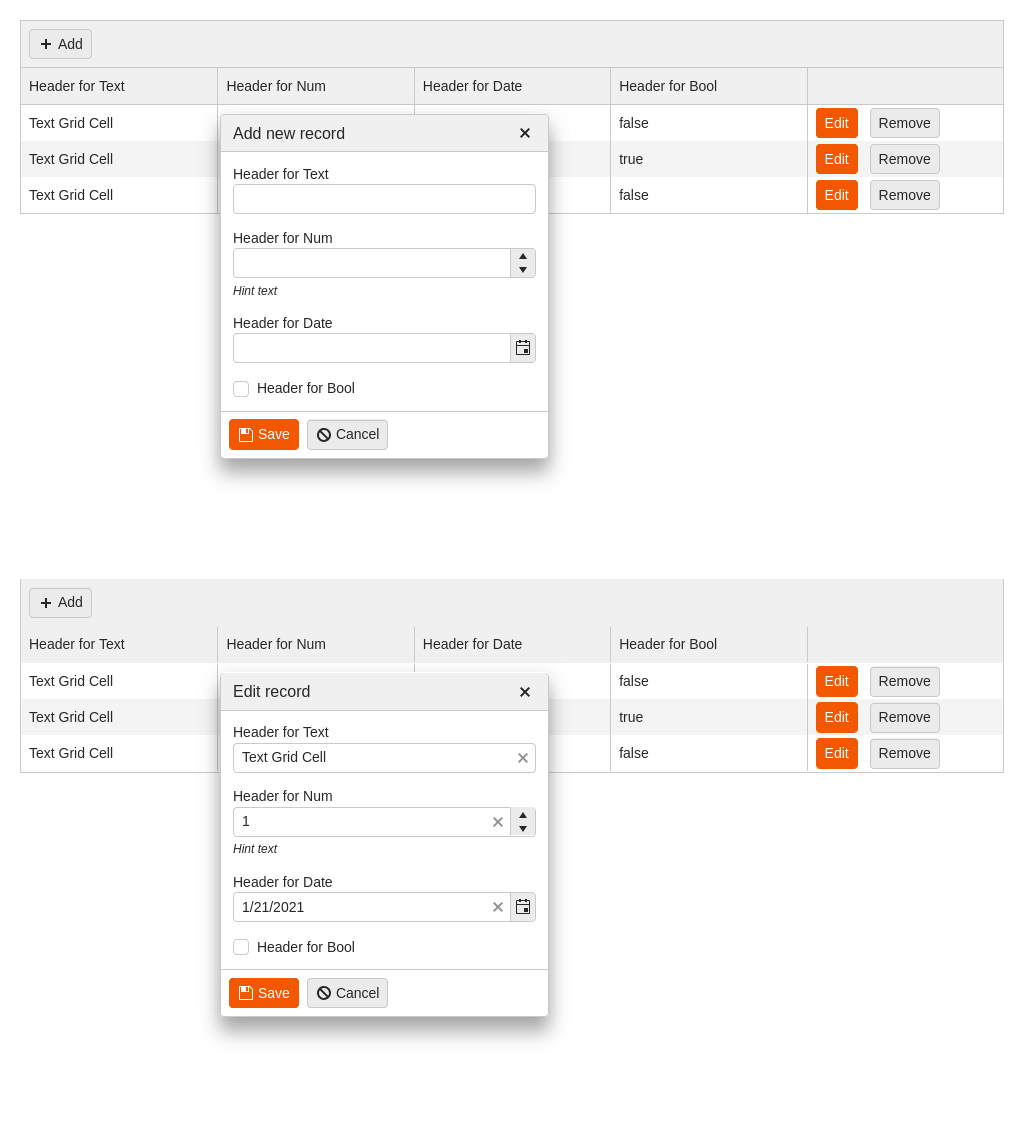 Add
Header for Text Header for Num Header for Date Header for Bool
Text Grid Cell false Edit Remove
Text Grid Cell true Edit Remove
Text Grid Cell false Edit Remove
Add new record
Header for Text
Header for Num
Hint text
Header for Date
Header for Bool
Save Cancel
Add
Header for Text Header for Num Header for Date Header for Bool
Text Grid Cell false Edit Remove
Text Grid Cell true Edit Remove
Text Grid Cell false Edit Remove
Edit record
Header for Text
Text Grid Cell
Header for Num
1
Hint text
Header for Date
1/21/2021
Header for Bool
Save Cancel